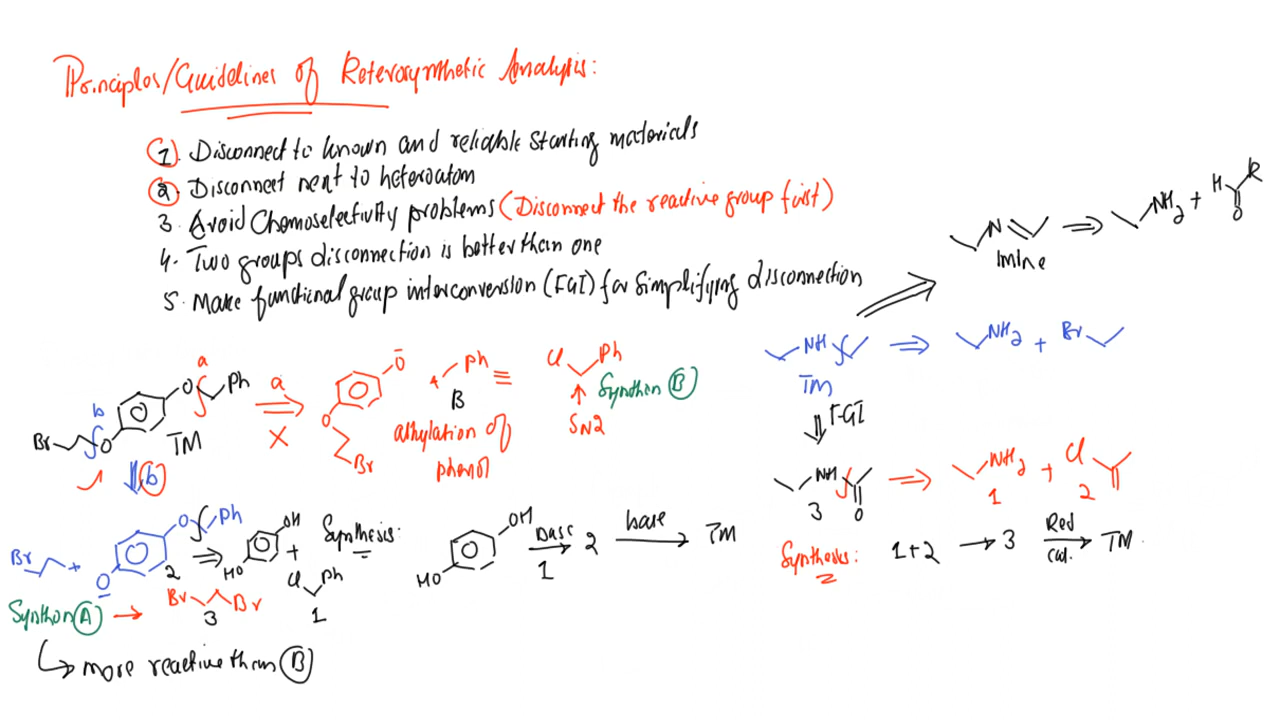 Principles/Guidelines of Reterosynthetic Analysis:
1. Disconnect to known and reliable starting materials
2. Disconnect next to heteroatom
3. Avoid Chemoselectivity problems (Disconnect the reactive group first)
4. Two groups disconnection is better than one
5. Make functional group interconversion (FGI) for Simplifying disconnection
N ⇒ NH2 + H R
O
imine
NH ⇒ NH2 + Br
TM
FGI
NH O ⇒ NH2 + Cl
3 1 2
Synthesis: 1+2 → 3 Red cat. → TM
a
O Ph
b
Br O TM
a
X
b
Ō
O
Br
+ Ph
B
alkylation of
phenol
Cl Ph
Synthon B
SN2
Br + O O Ph
2
⇒ OH
HO +
Cl Ph
1
Synthon A → Br Br
3
more reactive than B
Synthesis:
OH
HO
base
1
2
base
TM